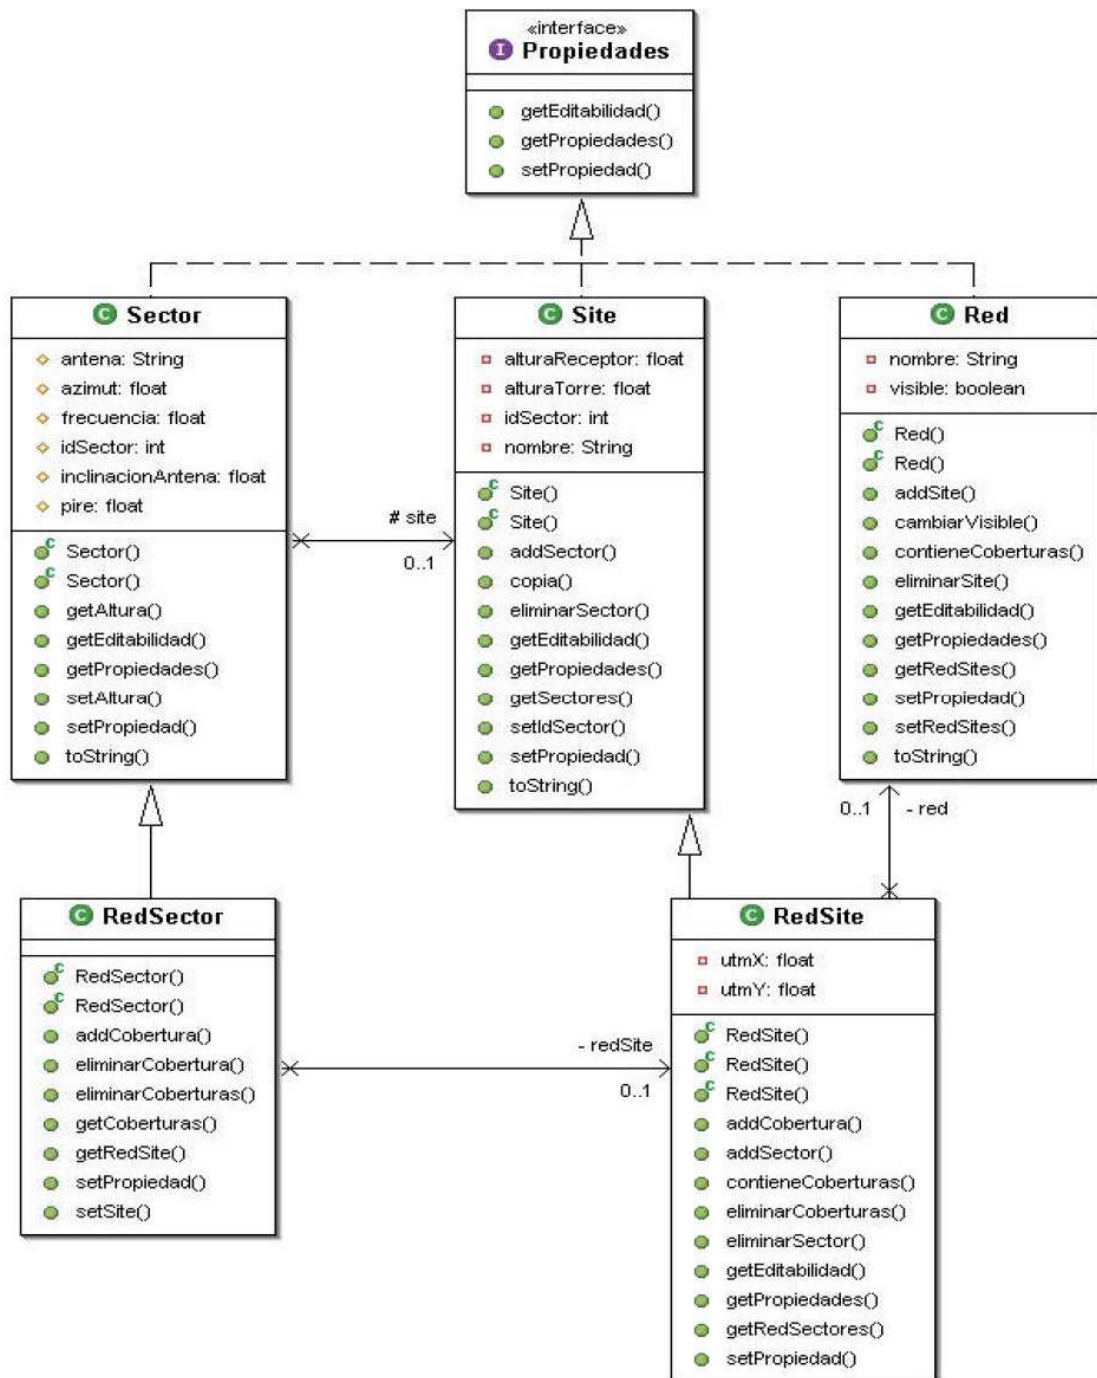 «interface»
I Propiedades
getEditabilidad()
getPropiedades()
setPropiedad()
C Sector
antena: String
azimut: float
frecuencia: float
idSector: int
inclinacionAntena: float
pire: float
C Sector()
C Sector()
getAltura()
getEditabilidad()
getPropiedades()
setAltura()
setPropiedad()
toString()
# site
0..1
C Site
alturaReceptor: float
alturaTorre: float
idSector: int
nombre: String
C Site()
C Site()
addSector()
copia()
eliminarSector()
getEditabilidad()
getPropiedades()
getSectores()
setIdSector()
setPropiedad()
toString()
C Red
nombre: String
visible: boolean
C Red()
C Red()
addSite()
cambiarVisible()
contieneCoberturas()
eliminarSite()
getEditabilidad()
getPropiedades()
getRedSites()
setPropiedad()
setRedSites()
toString()
0..1 - red
C RedSector
C RedSector()
C RedSector()
addCobertura()
eliminarCobertura()
eliminarCoberturas()
getCoberturas()
getRedSite()
setPropiedad()
setSite()
- redSite
0..1
C RedSite
utmX: float
utmY: float
C RedSite()
C RedSite()
C RedSite()
addCobertura()
addSector()
contieneCoberturas()
eliminarCoberturas()
eliminarSector()
getEditabilidad()
getPropiedades()
getRedSectores()
setPropiedad()